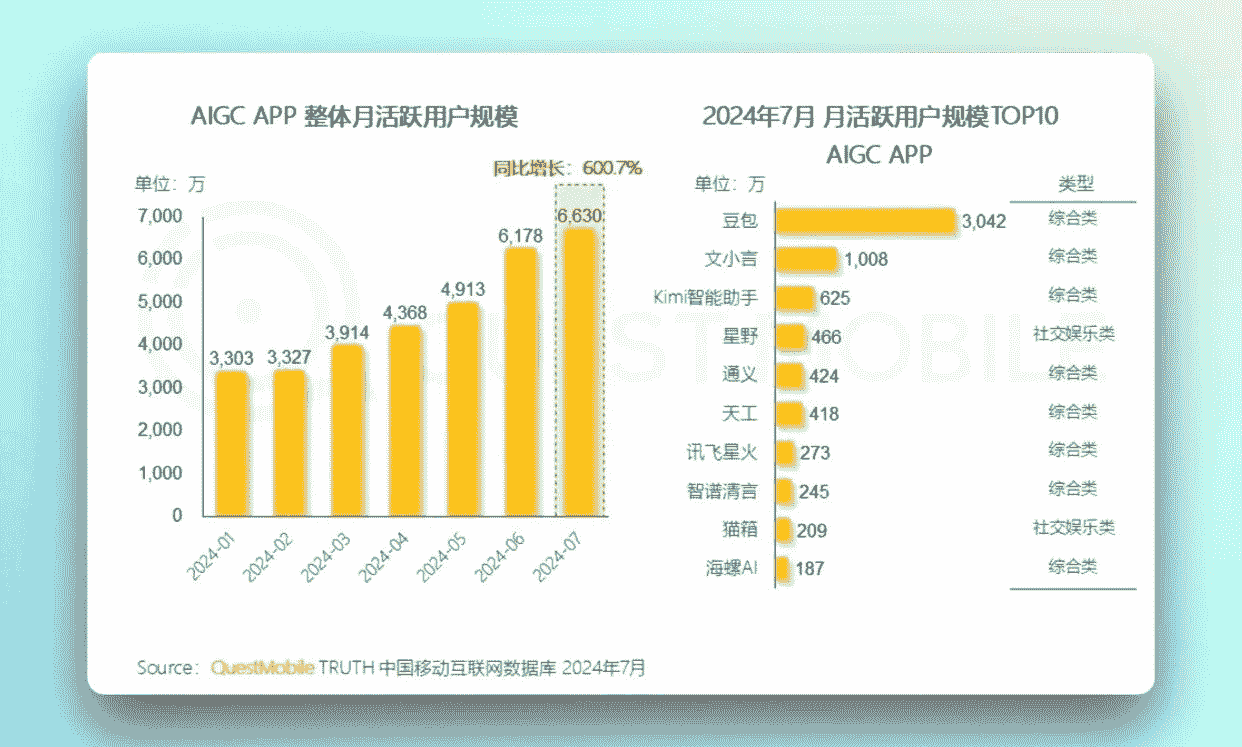 AIGC APP 整体月活跃用户规模
同比增长：600.7%
单位：万
7,000
6,000
5,000
4,000
3,000
2,000
1,000
0
3,303
3,327
3,914
4,368
4,913
6,178
6,630
2024-01
2024-02
2024-03
2024-04
2024-05
2024-06
2024-07
2024年7月 月活跃用户规模TOP10
AIGC APP
单位：万
类型
豆包 3,042 综合类
文小言 1,008 综合类
Kimi智能助手 625 综合类
星野 466 社交娱乐类
通义 424 综合类
天工 418 综合类
讯飞星火 273 综合类
智谱清言 245 综合类
猫箱 209 社交娱乐类
海螺AI 187 综合类
QUESTMOBILE
Source：QuestMobile TRUTH 中国移动互联网数据库 2024年7月